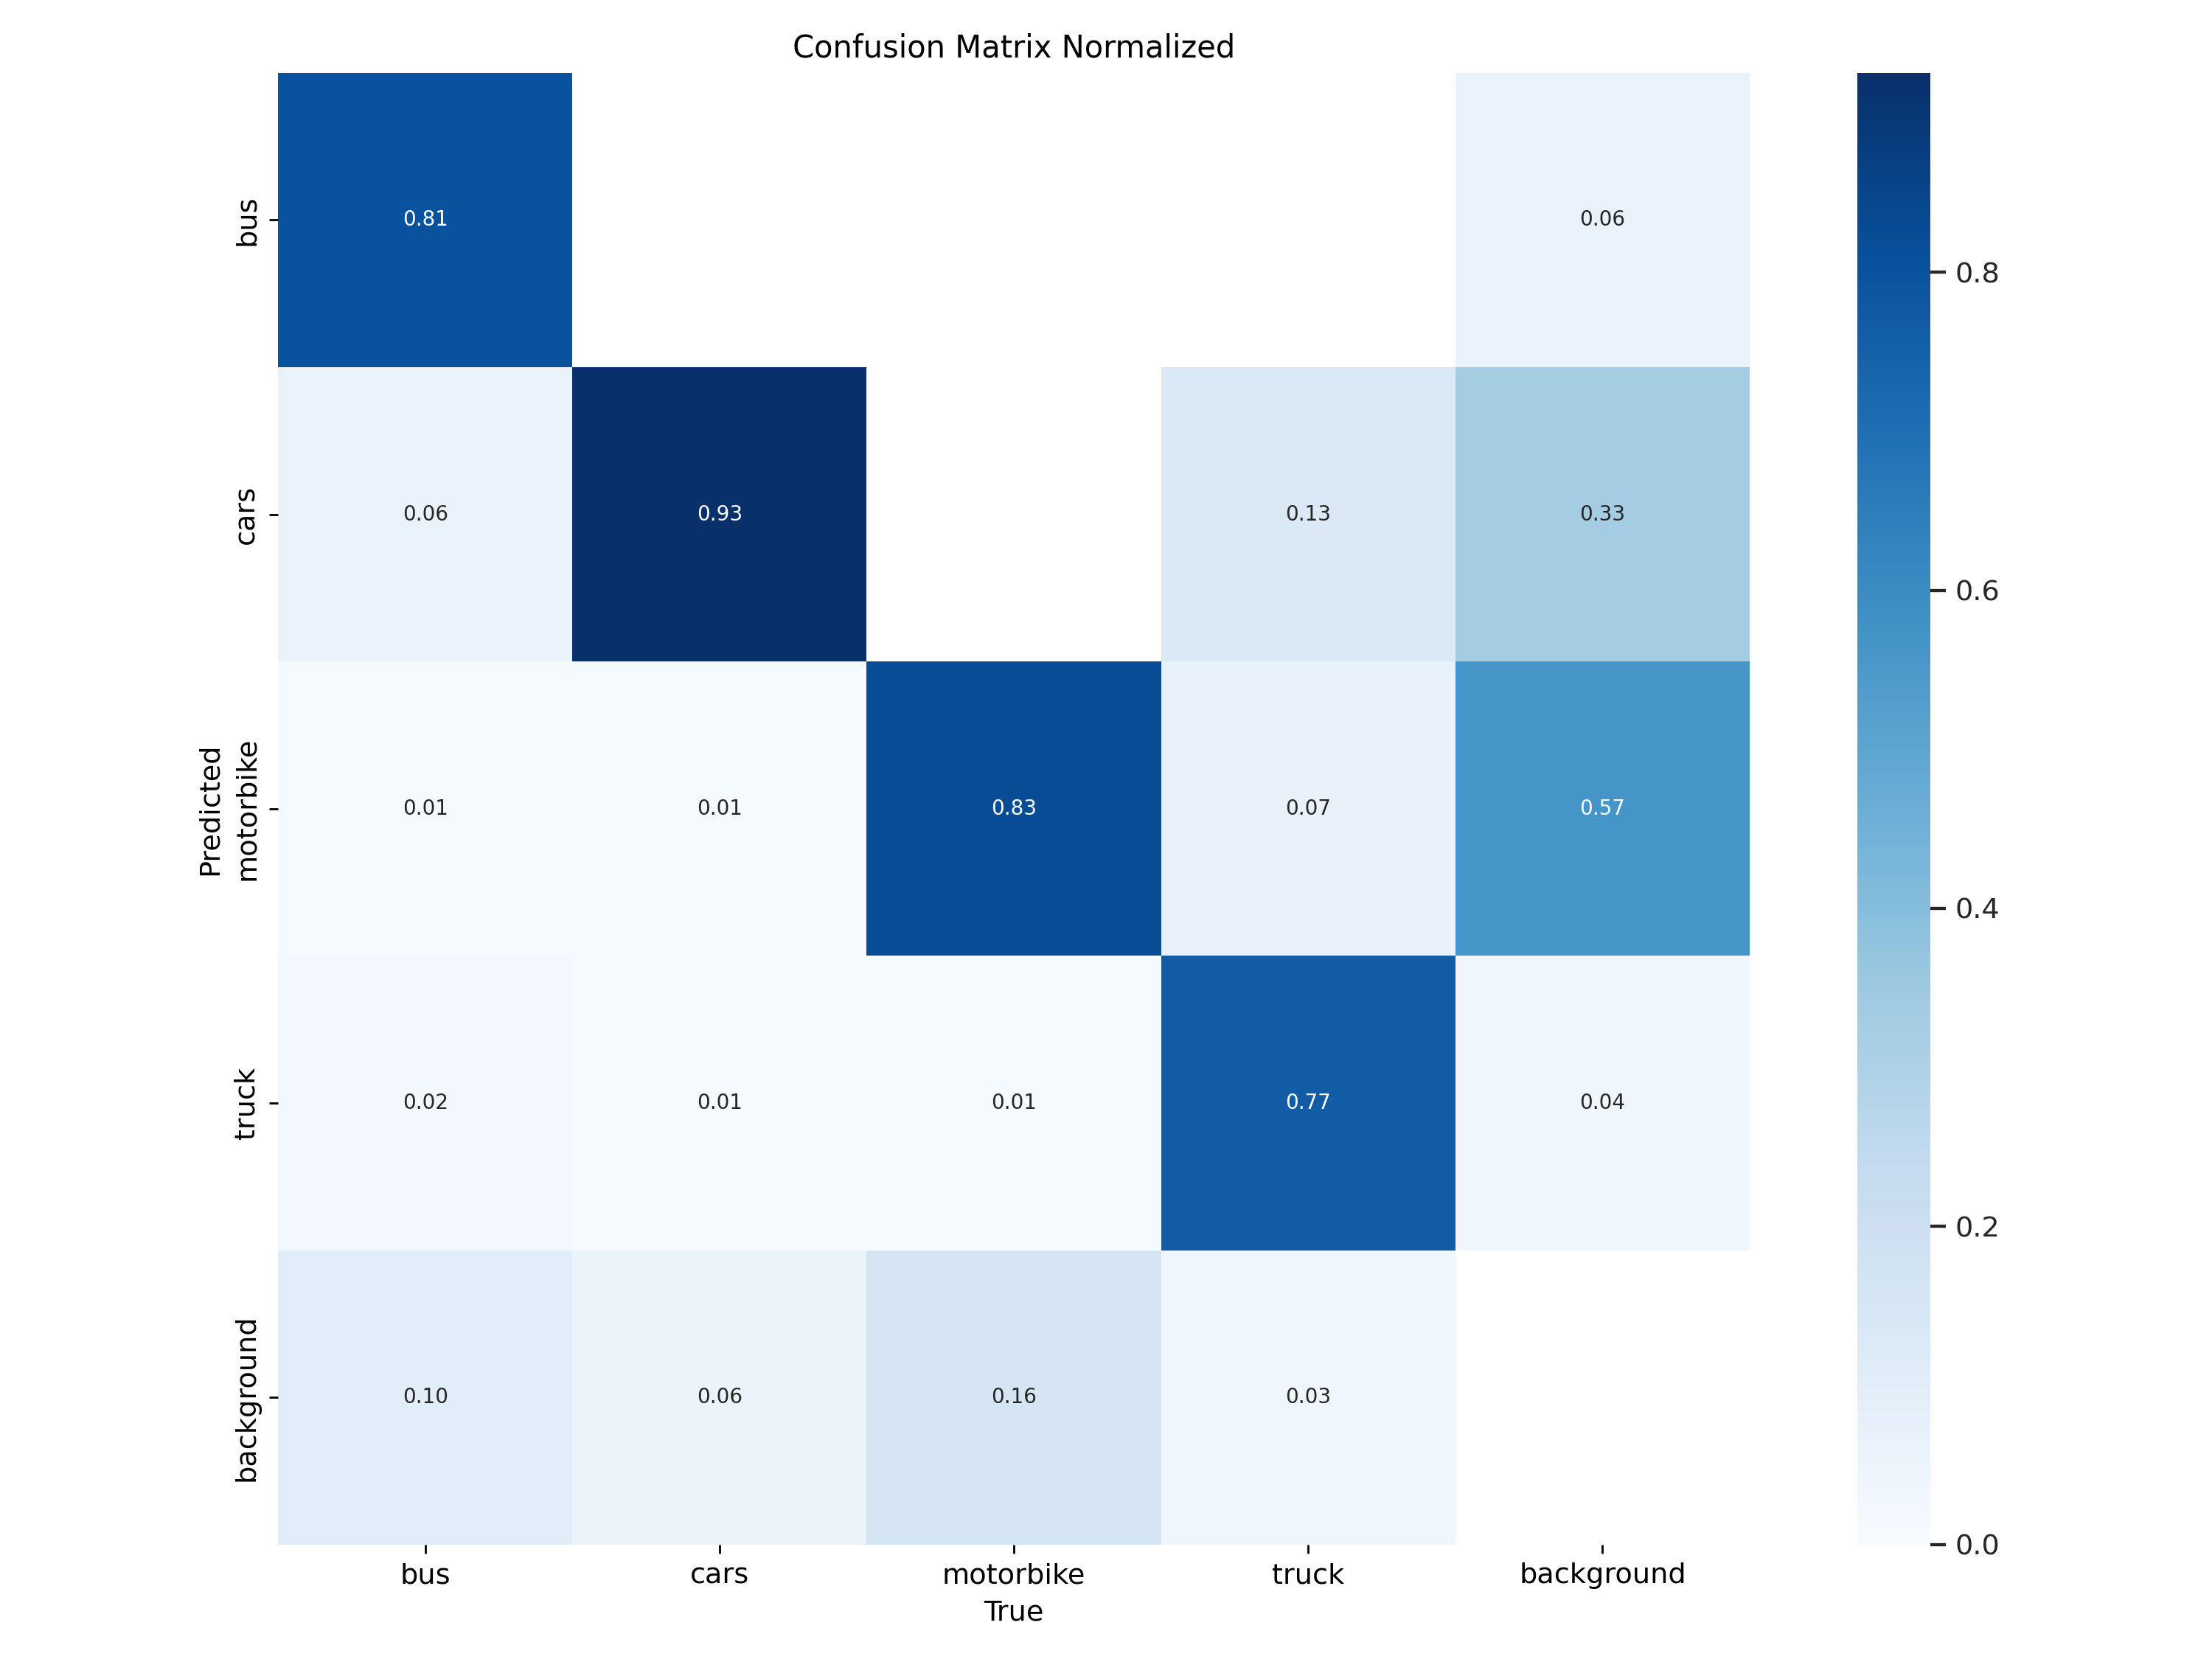 Confusion Matrix Normalized
bus
0.81
0.06
0.8
cars
0.06
0.93
0.13
0.33
0.6
Predicted
motorbike
0.01
0.01
0.83
0.07
0.57
0.4
truck
0.02
0.01
0.01
0.77
0.04
0.2
background
0.10
0.06
0.16
0.03
0.0
bus
cars
motorbike
truck
background
True